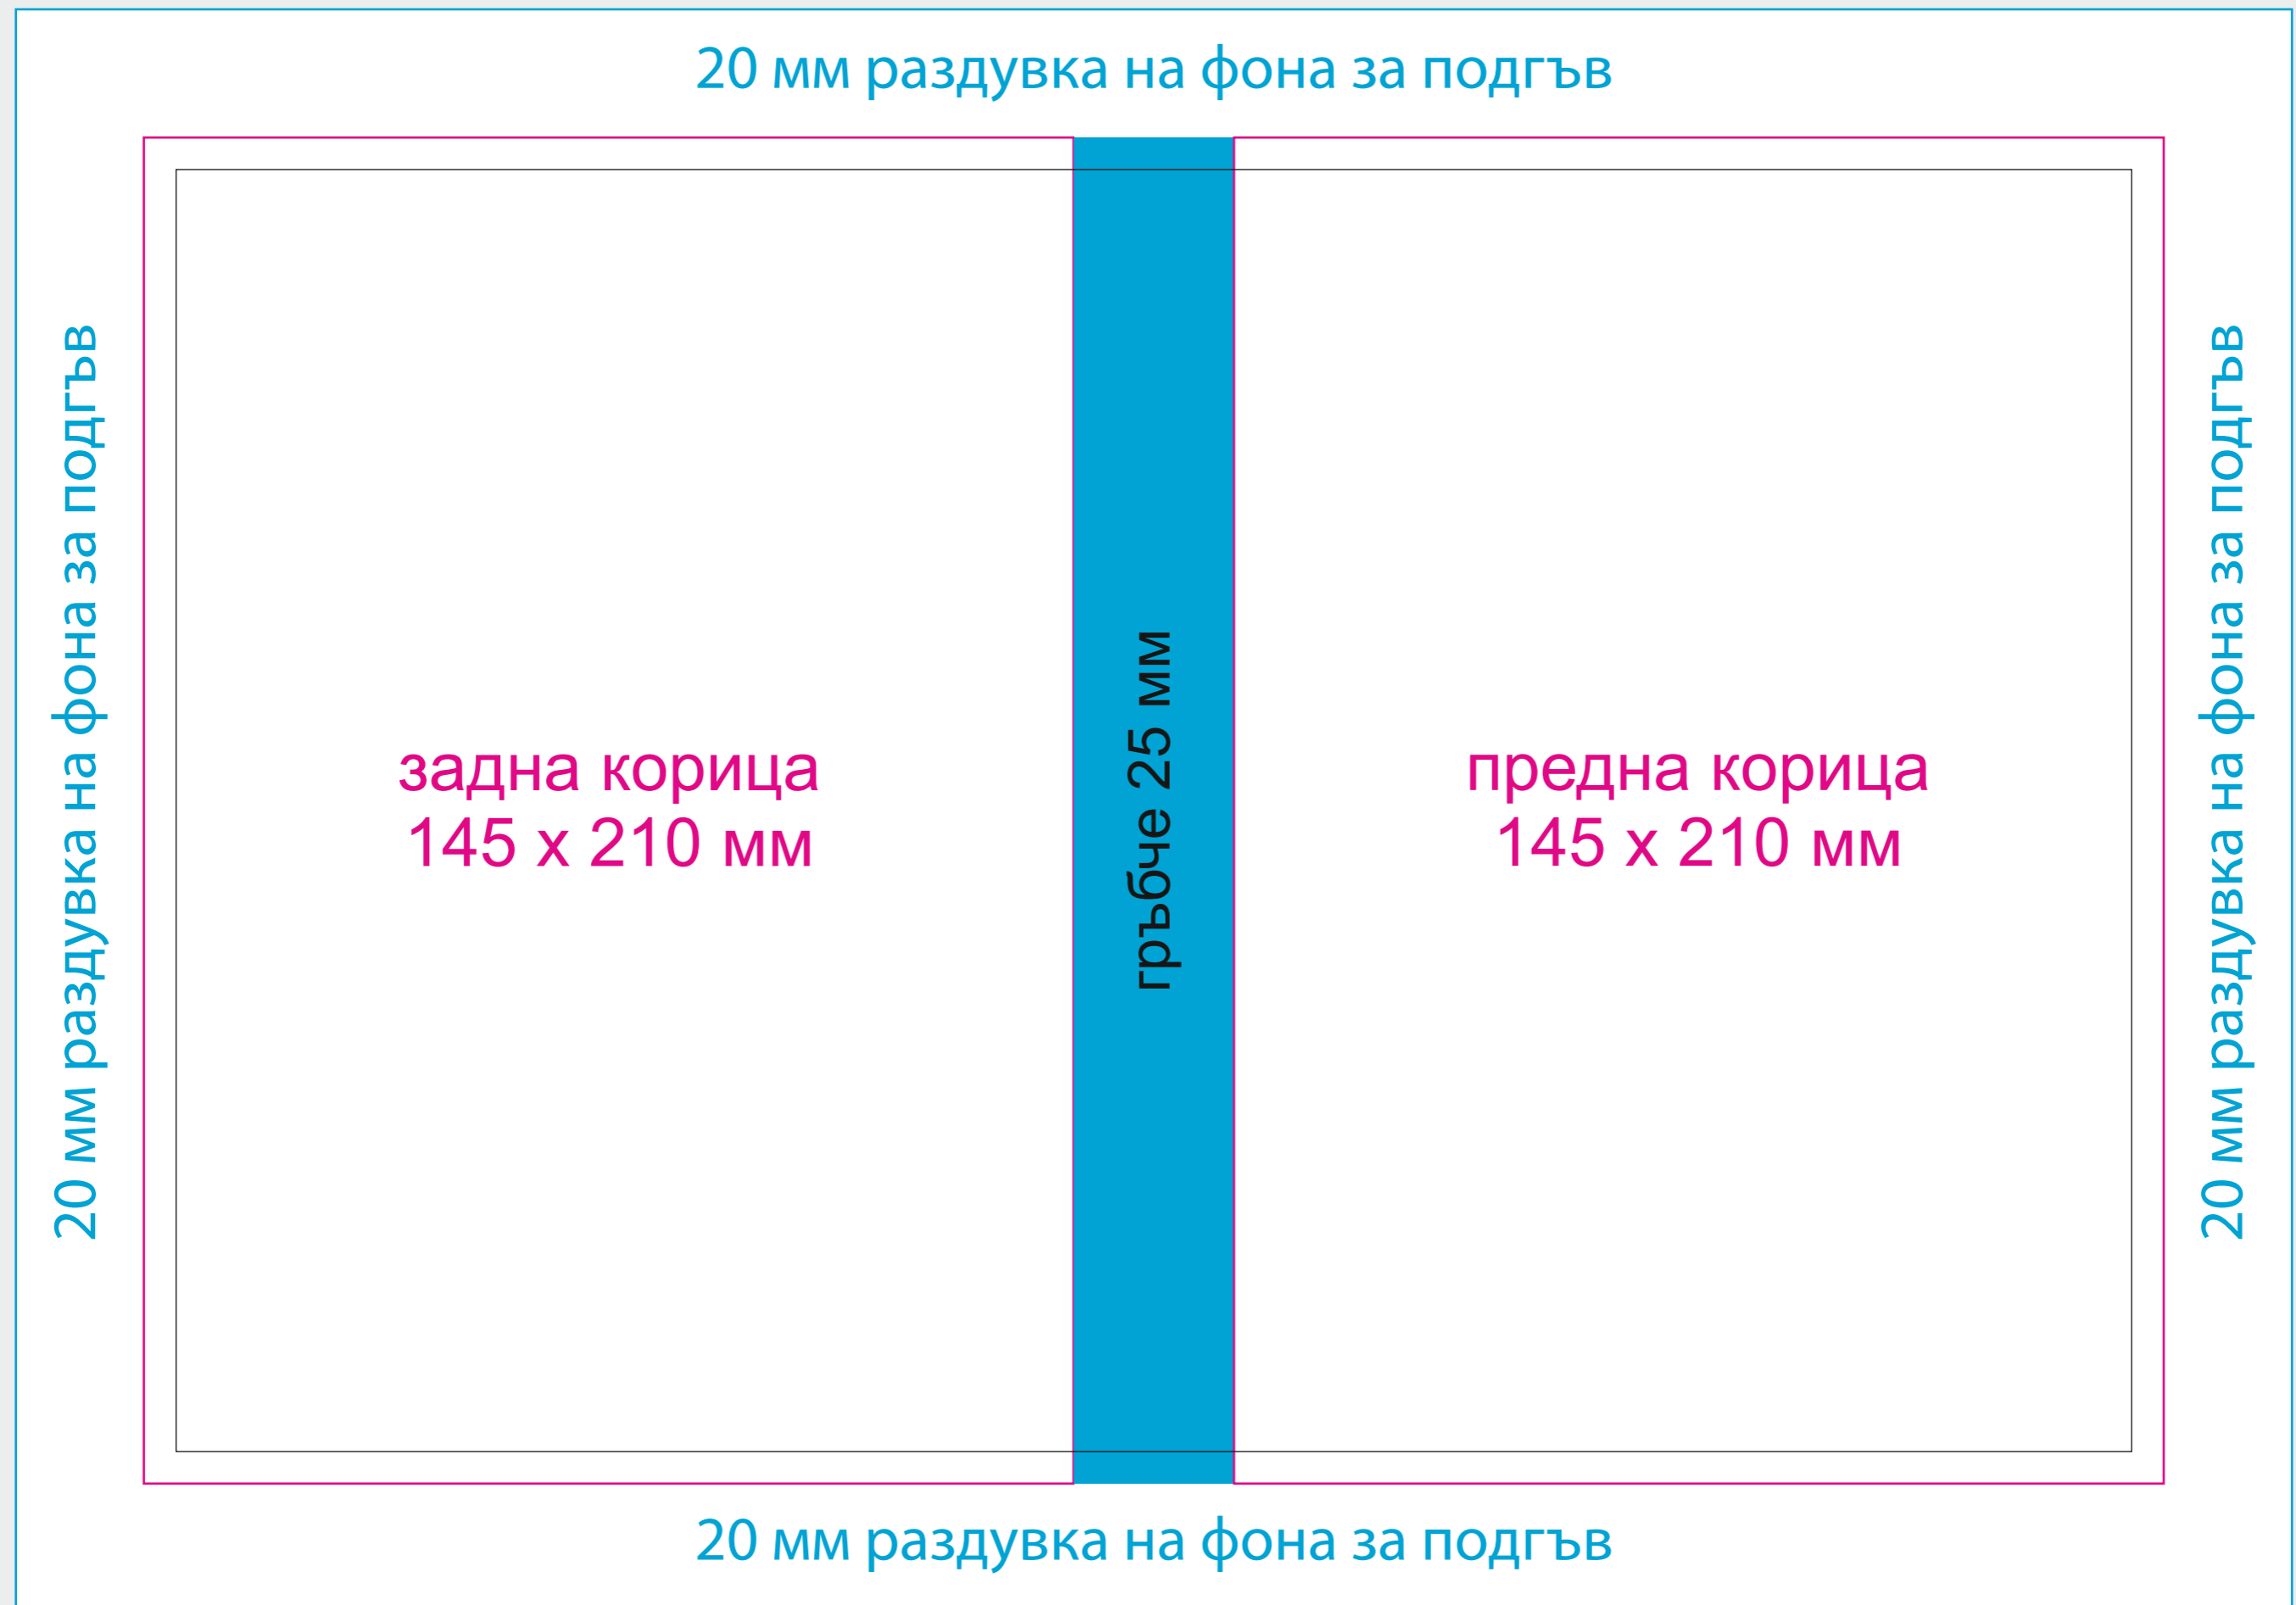 20 мм раздувка на фона за подгъв
20 мм раздувка на фона за подгъв
задна корица
145 x 210 мм
гръбче 25 мм
предна корица
145 x 210 мм
20 мм раздувка на фона за подгъв
20 мм раздувка на фона за подгъв